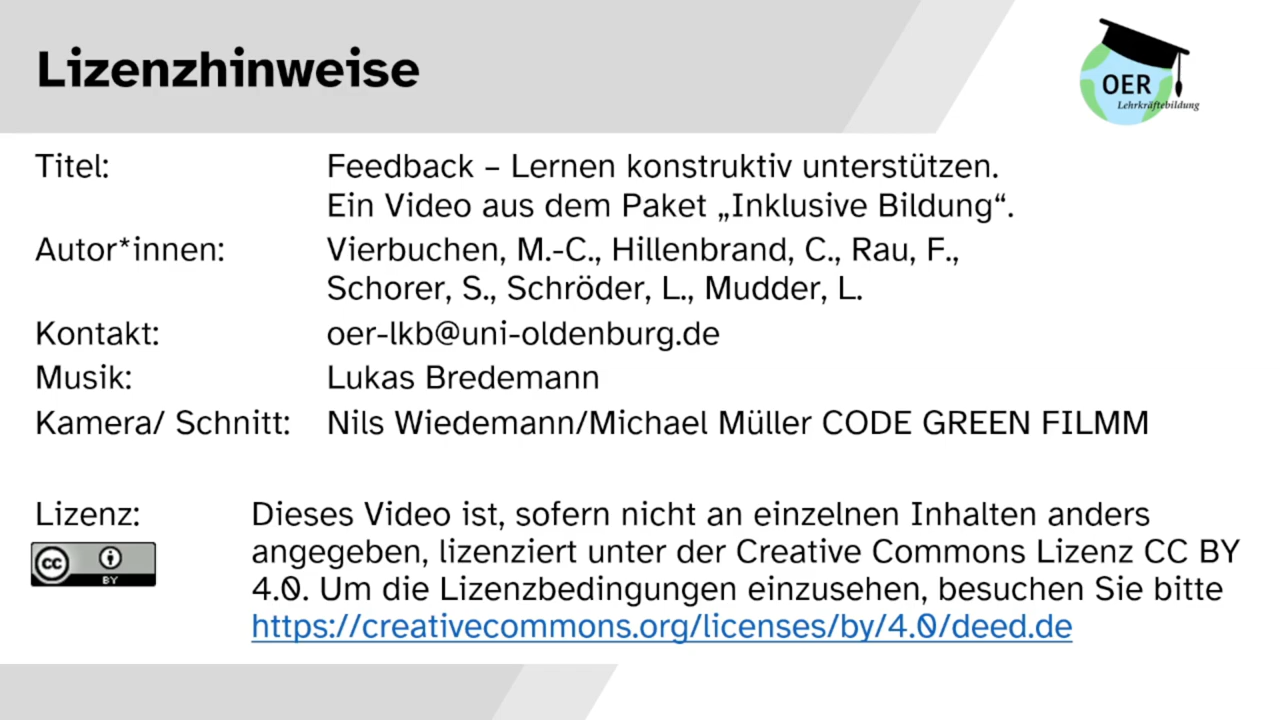 Lizenzhinweise
OER
Lehrkräftebildung
Titel: Feedback – Lernen konstruktiv unterstützen.
Ein Video aus dem Paket „Inklusive Bildung“.
Autor*innen: Vierbuchen, M.-C., Hillenbrand, C., Rau, F.,
Schorer, S., Schröder, L., Mudder, L.
Kontakt: oer-lkb@uni-oldenburg.de
Musik: Lukas Bredemann
Kamera/ Schnitt: Nils Wiedemann/Michael Müller CODE GREEN FILMM
Lizenz: Dieses Video ist, sofern nicht an einzelnen Inhalten anders
angegeben, lizenziert unter der Creative Commons Lizenz CC BY
4.0. Um die Lizenzbedingungen einzusehen, besuchen Sie bitte
https://creativecommons.org/licenses/by/4.0/deed.de
cc
BY